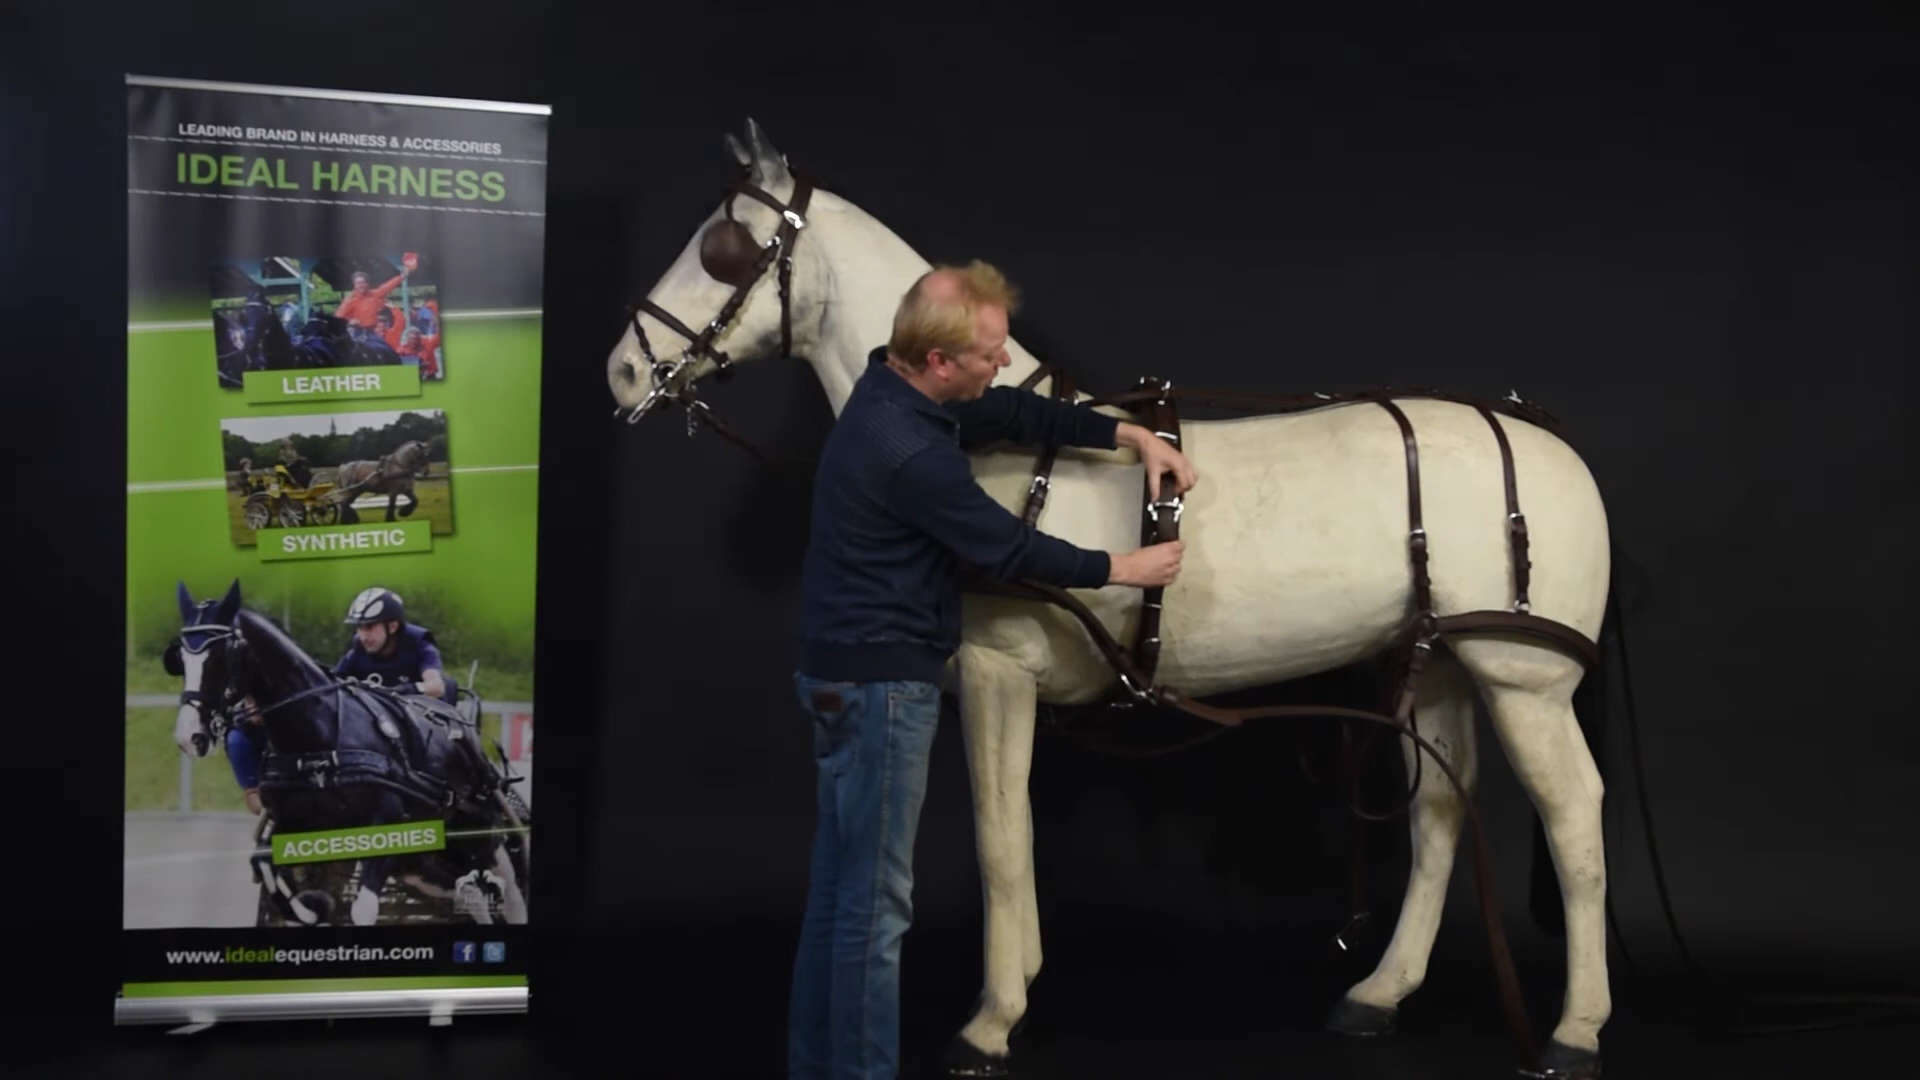 LEADING BRAND IN HARNESS & ACCESSORIES
IDEAL HARNESS
LEATHER
SYNTHETIC
ACCESSORIES
www.idealequestrian.com f